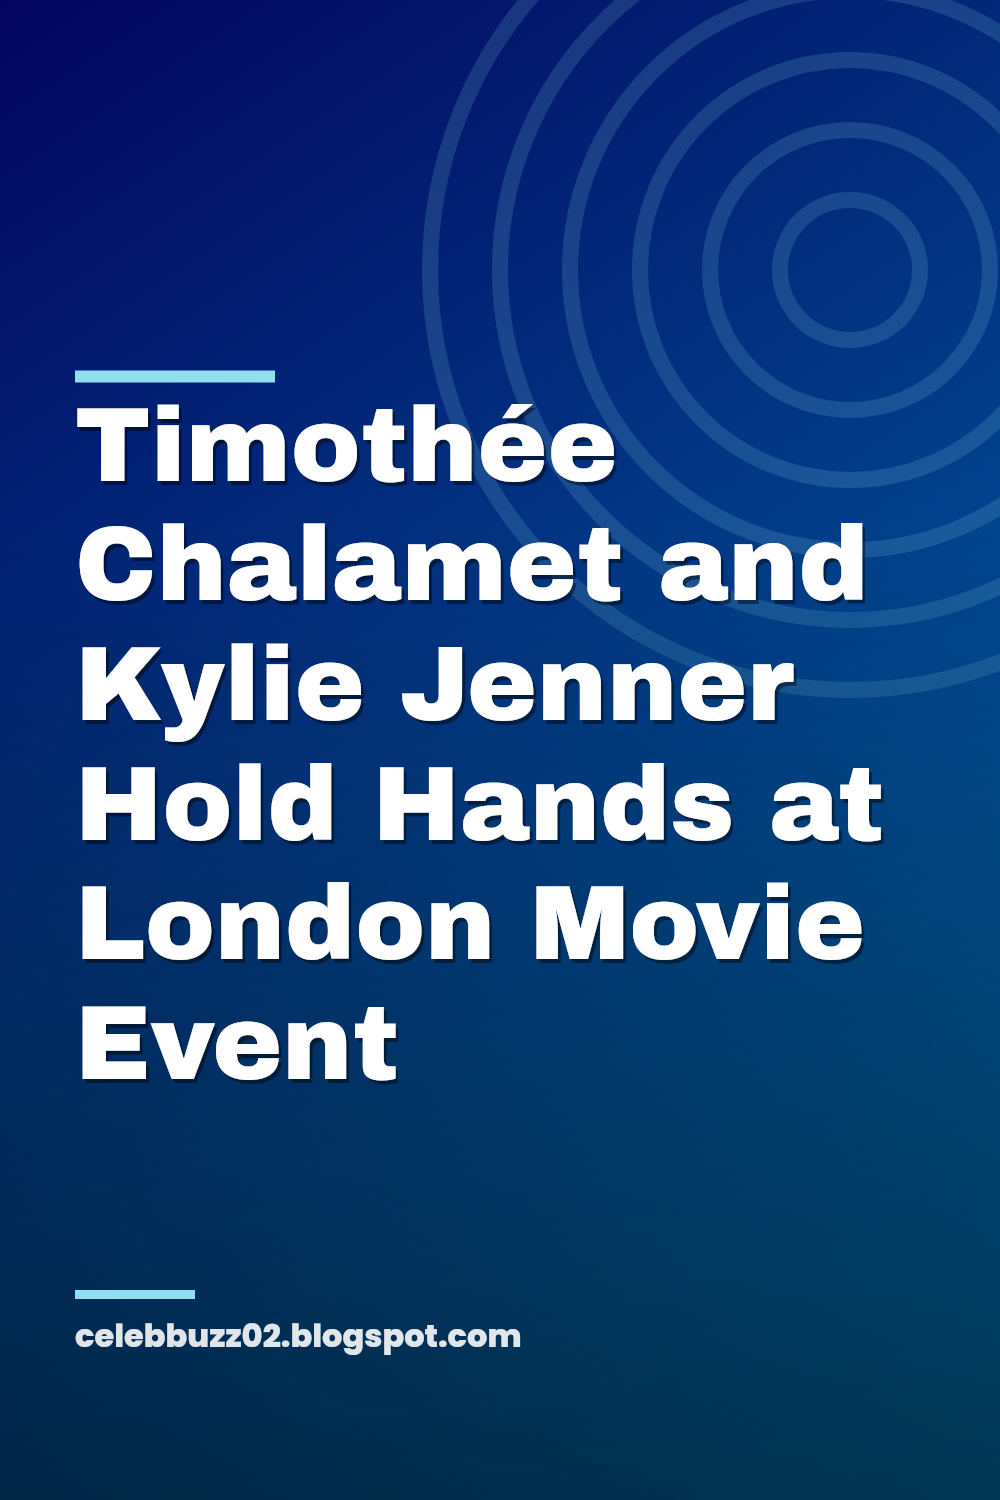 Timothée
Chalamet and
Kylie Jenner
Hold Hands at
London Movie
Event
celebbuzz02.blogspot.com